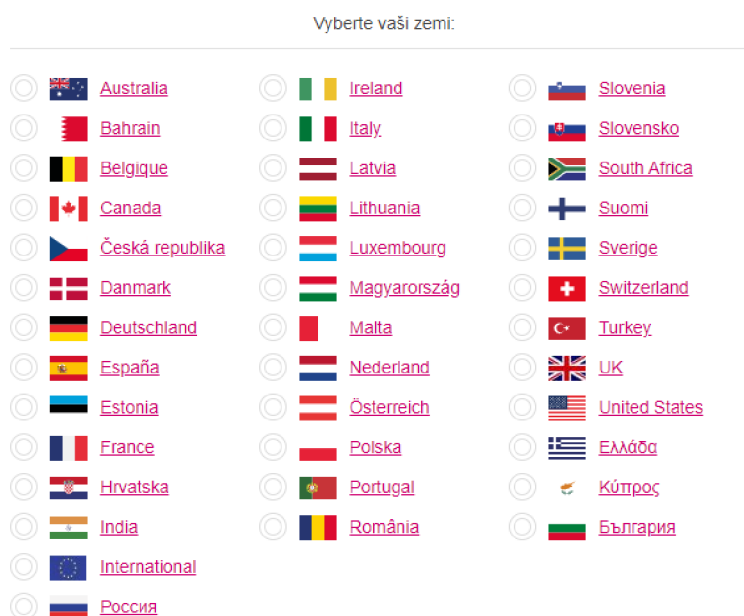 Vyberte vaši zemi:
Australia
Bahrain
Belgique
Canada
Česká republika
Danmark
Deutschland
España
Estonia
France
Hrvatska
India
International
Россия
Ireland
Italy
Latvia
Lithuania
Luxembourg
Magyarország
Malta
Nederland
Österreich
Polska
Portugal
România
Slovenia
Slovensko
South Africa
Suomi
Sverige
Switzerland
Turkey
UK
United States
Ελλάδα
Κύπρος
България